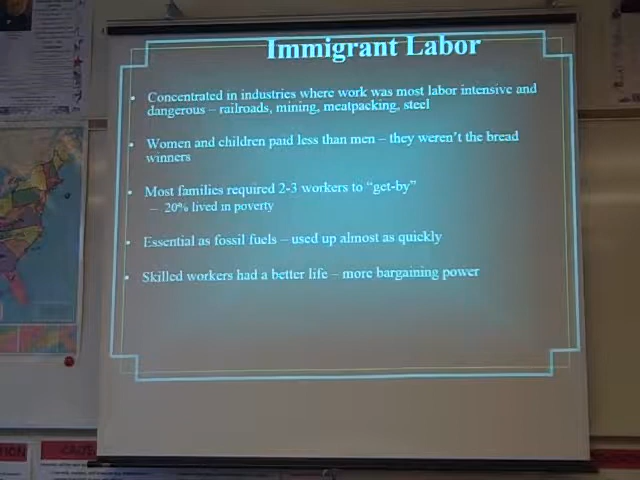 Immigrant Labor
• Concentrated in industries where work was most labor intensive and
dangerous – railroads, mining, meatpacking, steel
• Women and children paid less than men – they weren't the bread
winners
• Most families required 2-3 workers to "get-by"
– 20% lived in poverty
• Essential as fossil fuels – used up almost as quickly
• Skilled workers had a better life – more bargaining power